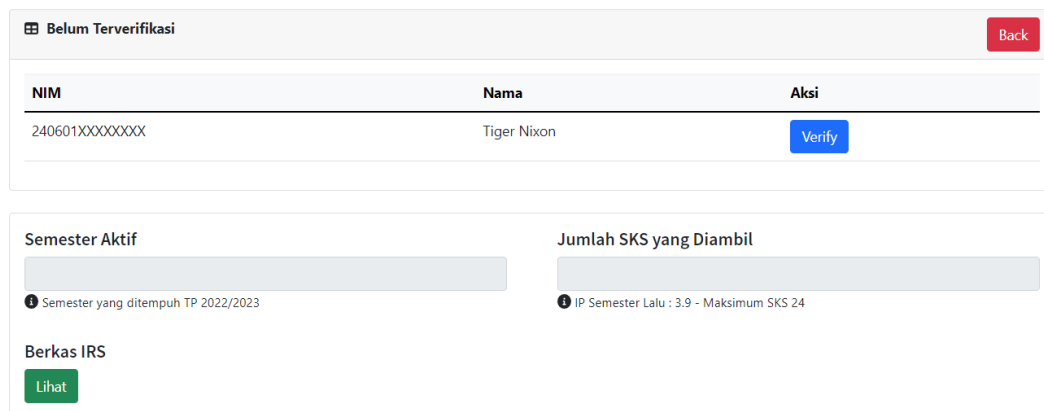 Belum Terverifikasi
Back
NIM Nama Aksi
240601XXXXXXXX Tiger Nixon Verify
Semester Aktif Jumlah SKS yang Diambil
Semester yang ditempuh TP 2022/2023 IP Semester Lalu : 3.9 - Maksimum SKS 24
Berkas IRS
Lihat